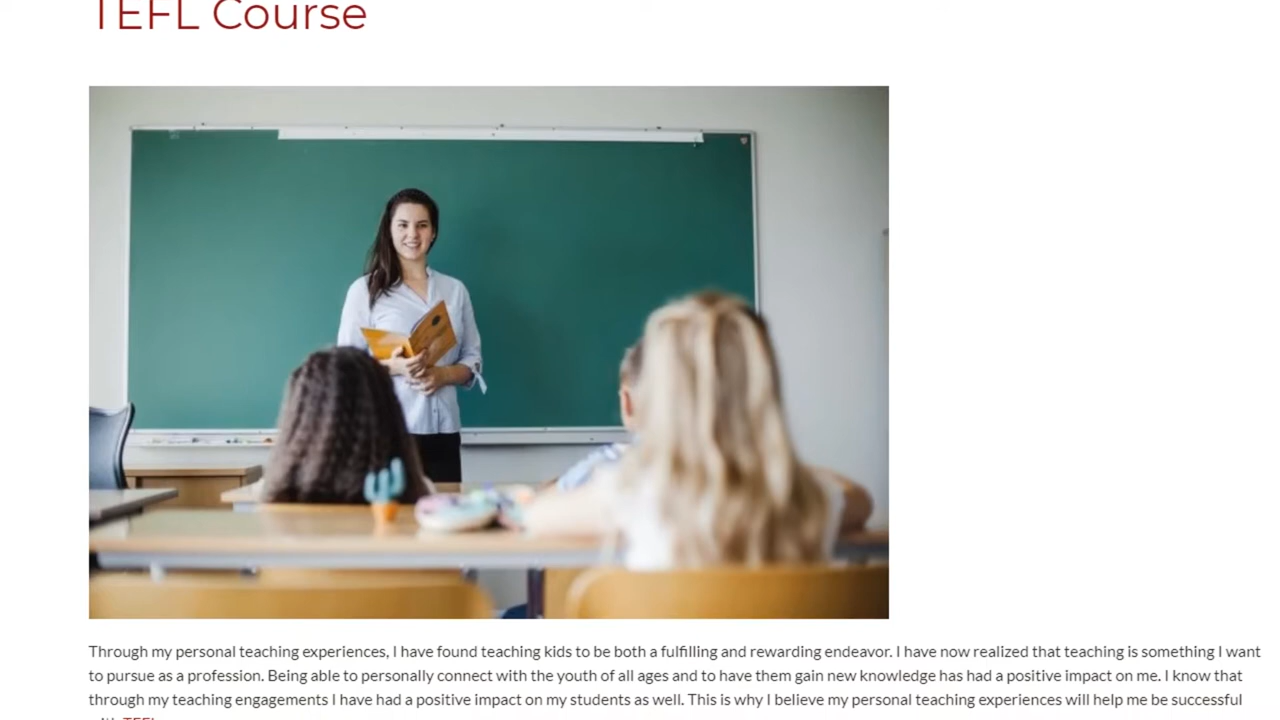 TEFL Course
Through my personal teaching experiences, I have found teaching kids to be both a fulfilling and rewarding endeavor. I have now realized that teaching is something I want
to pursue as a profession. Being able to personally connect with the youth of all ages and to have them gain new knowledge has had a positive impact on me. I know that
through my teaching engagements I have had a positive impact on my students as well. This is why I believe my personal teaching experiences will help me be successful
with TEFL